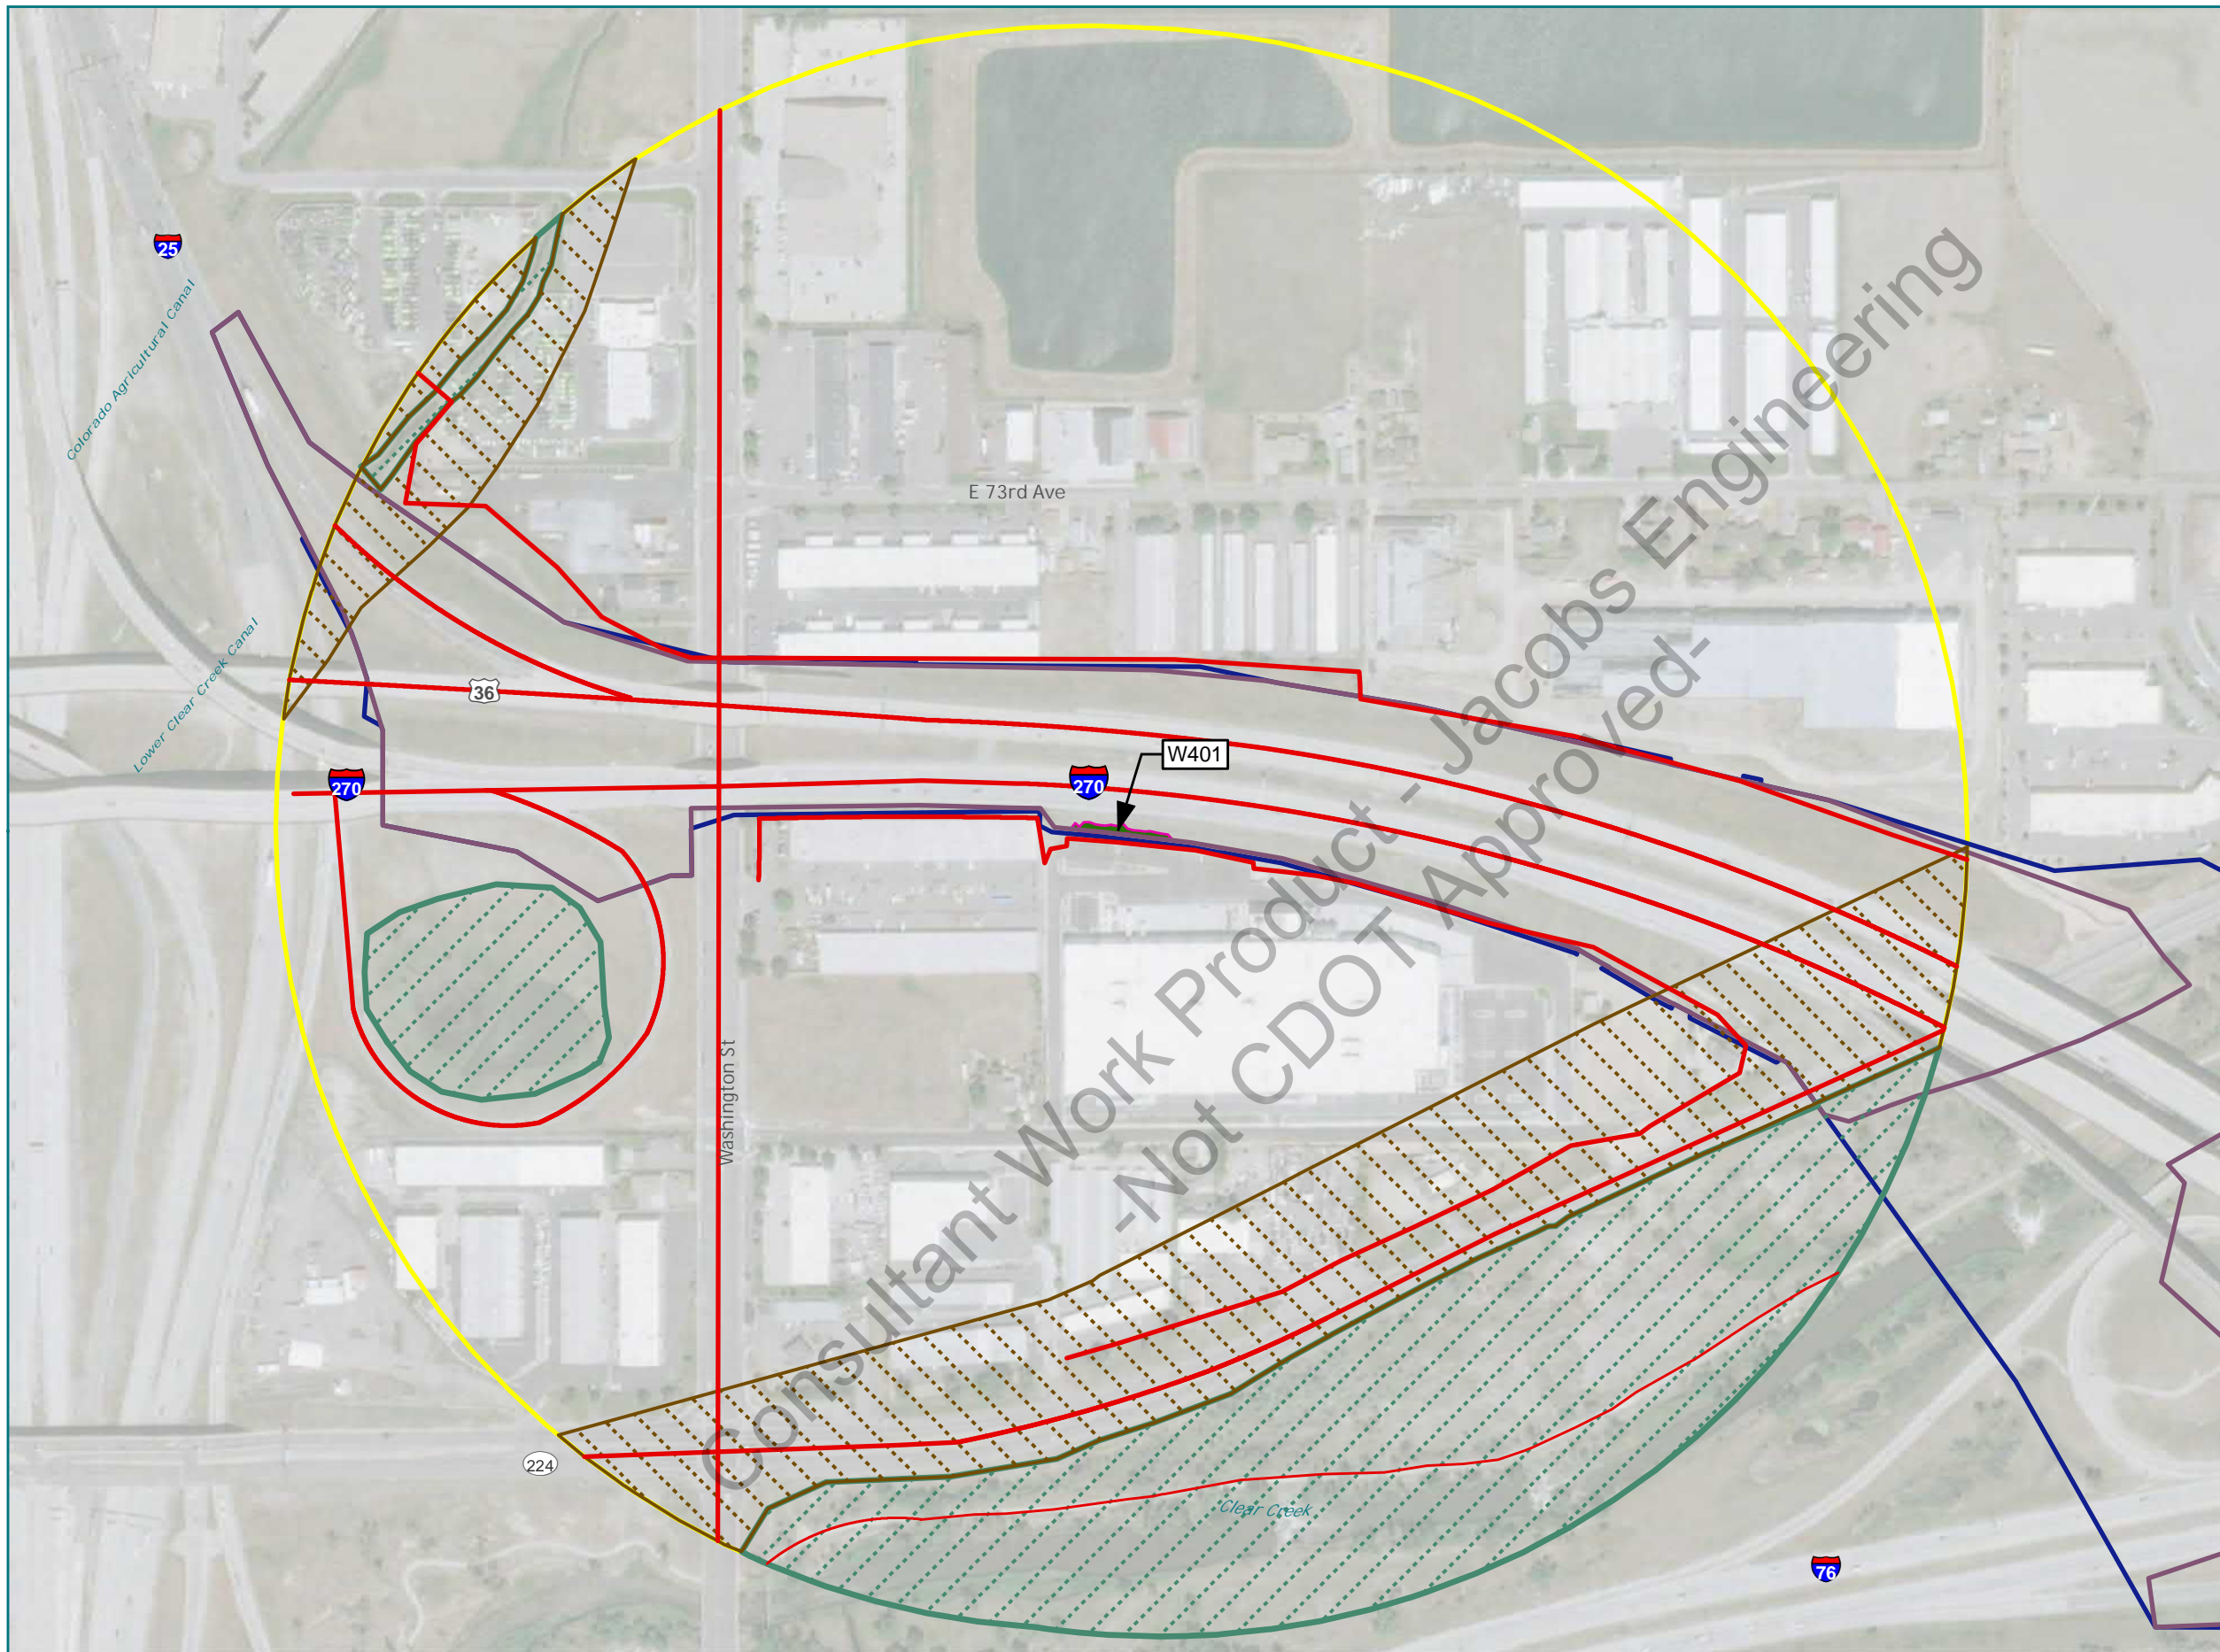 25
Colorado Agricultural Canal
E 73rd Ave
Lower Clear Creek Canal
36
W401
270
270
Washington St
Consultant Work Product - Jacobs Engineering
-Not CDOT Approved-
224
Clear Creek
76